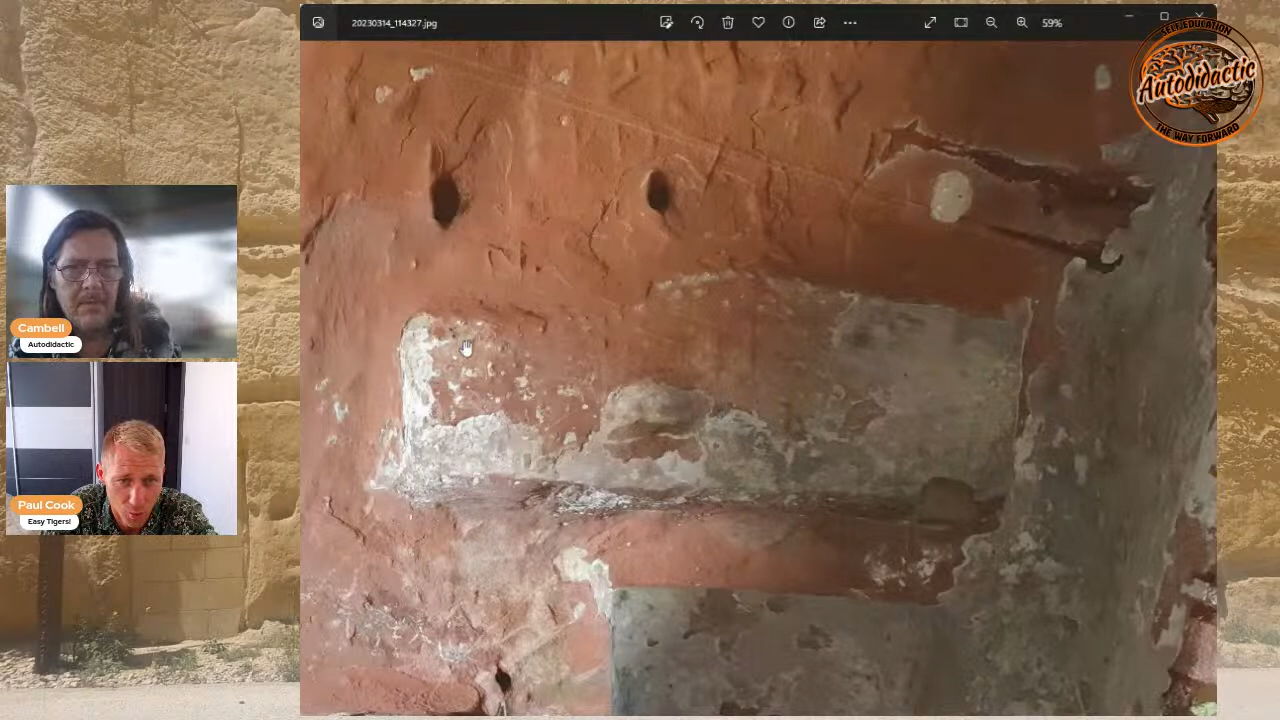 20230314_114327.jpg
59%
SELF EDUCATION
Autodidactic
THE WAY FORWARD
Cambell
Autodidactic
Paul Cook
Easy Tigers!